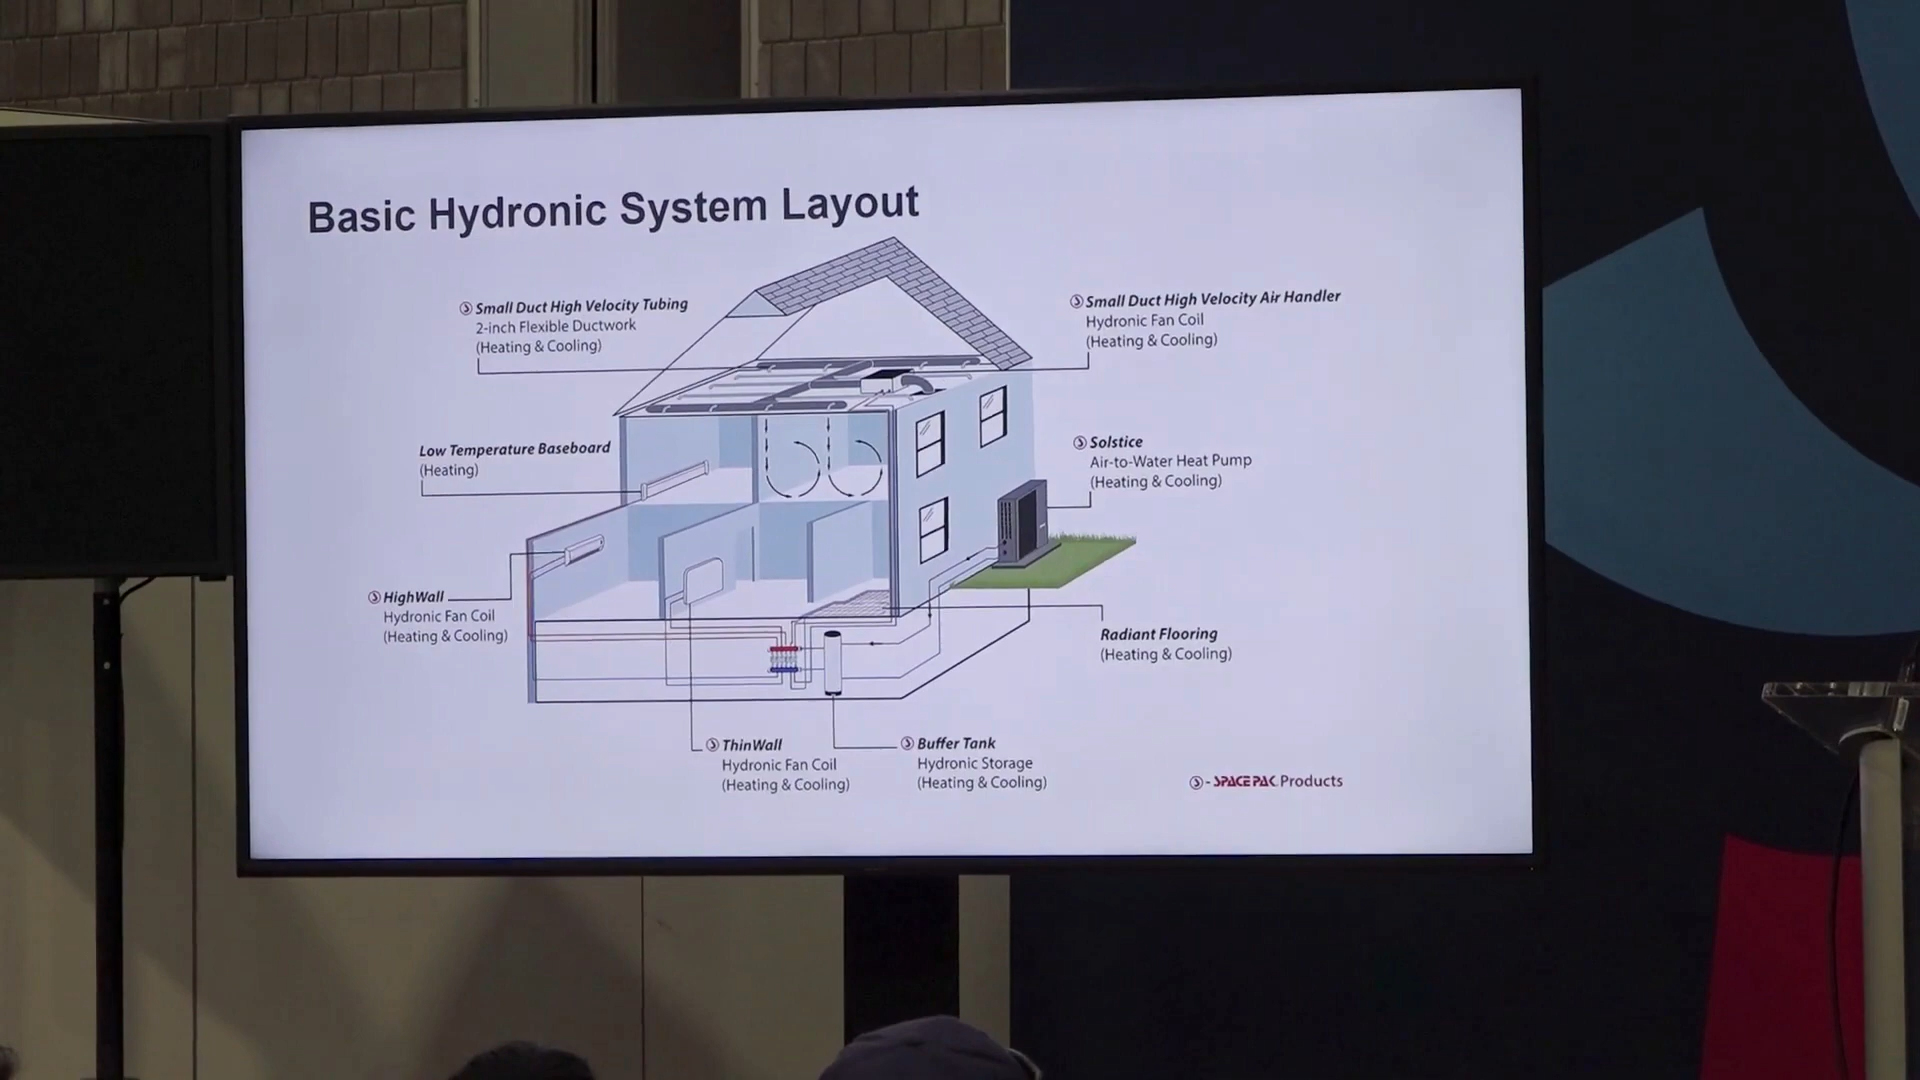 Basic Hydronic System Layout
Small Duct High Velocity Tubing
2-inch Flexible Ductwork
(Heating & Cooling)
Small Duct High Velocity Air Handler
Hydronic Fan Coil
(Heating & Cooling)
Low Temperature Baseboard
(Heating)
Solstice
Air-to-Water Heat Pump
(Heating & Cooling)
HighWall
Hydronic Fan Coil
(Heating & Cooling)
Radiant Flooring
(Heating & Cooling)
ThinWall
Hydronic Fan Coil
(Heating & Cooling)
Buffer Tank
Hydronic Storage
(Heating & Cooling)
- SPACE PAK Products